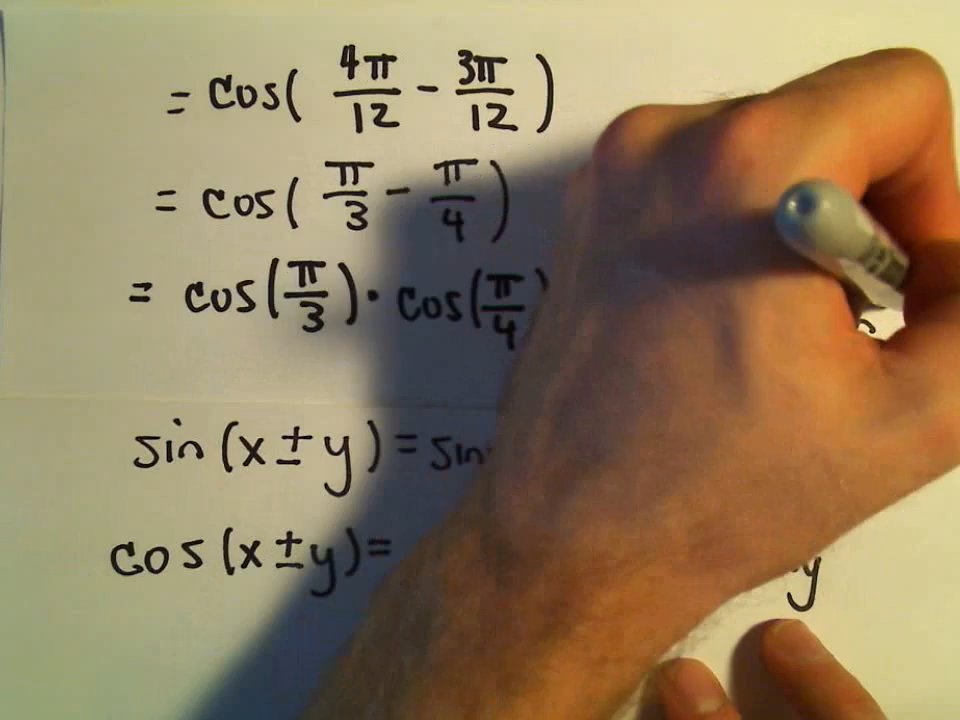 = cos( 4π/12 - 3π/12 )
= cos( π/3 - π/4 )
= cos(π/3) · cos(π/4)
sin(x ± y) = sin
cos(x ± y) = y